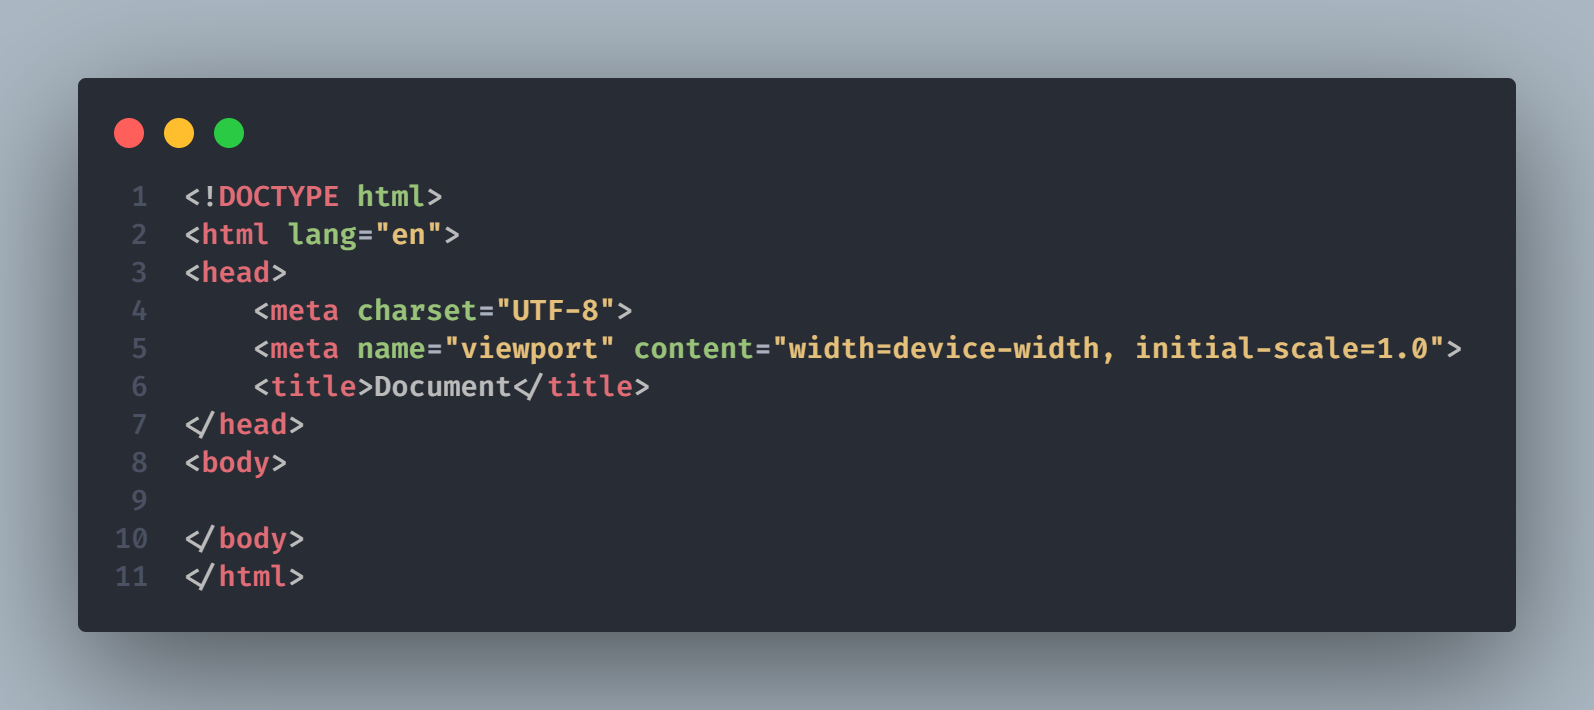 1 <!DOCTYPE html>
2 <html lang="en">
3 <head>
4     <meta charset="UTF-8">
5     <meta name="viewport" content="width=device-width, initial-scale=1.0">
6     <title>Document</title>
7 </head>
8 <body>
9
10 </body>
11 </html>